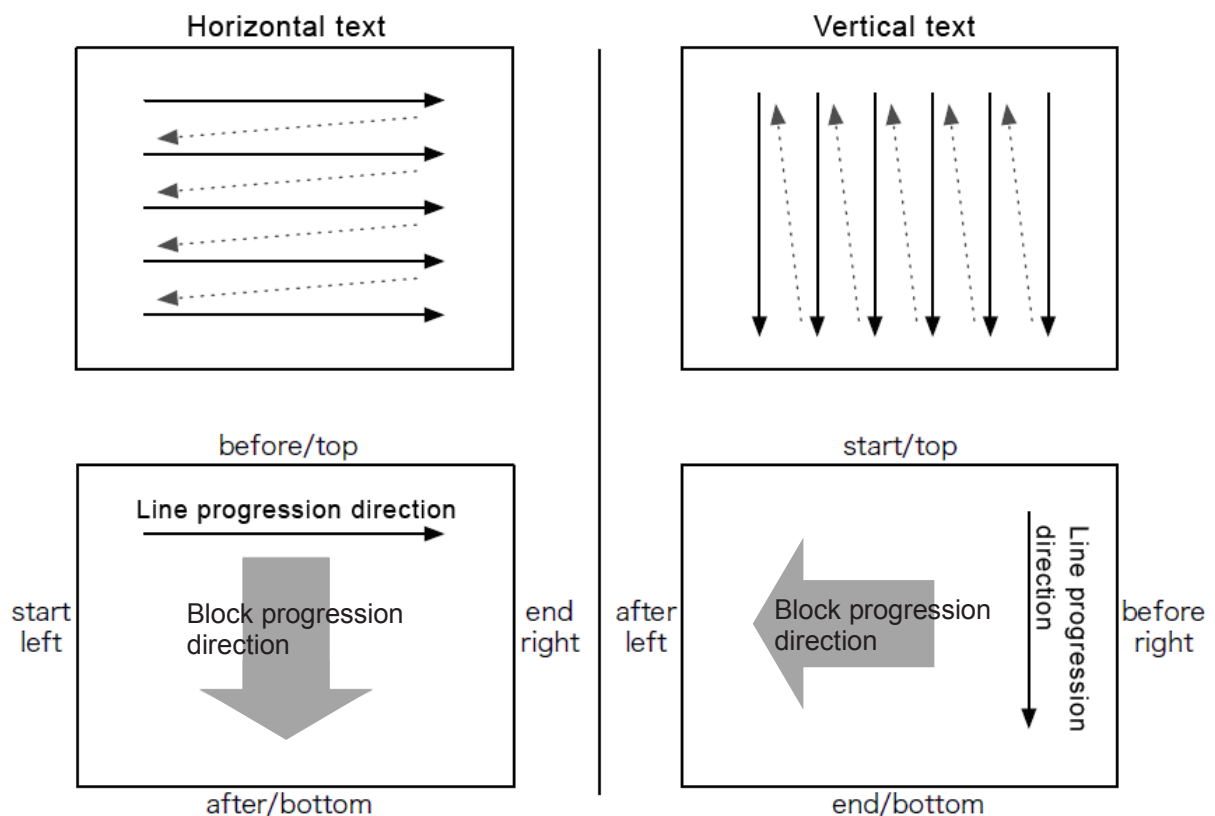 Horizontal text
before/top
Line progression direction
start
left
Block progression
direction
end
right
after/bottom
Vertical text
start/top
after
left
Block progression
direction
Line progression
direction
before
right
end/bottom